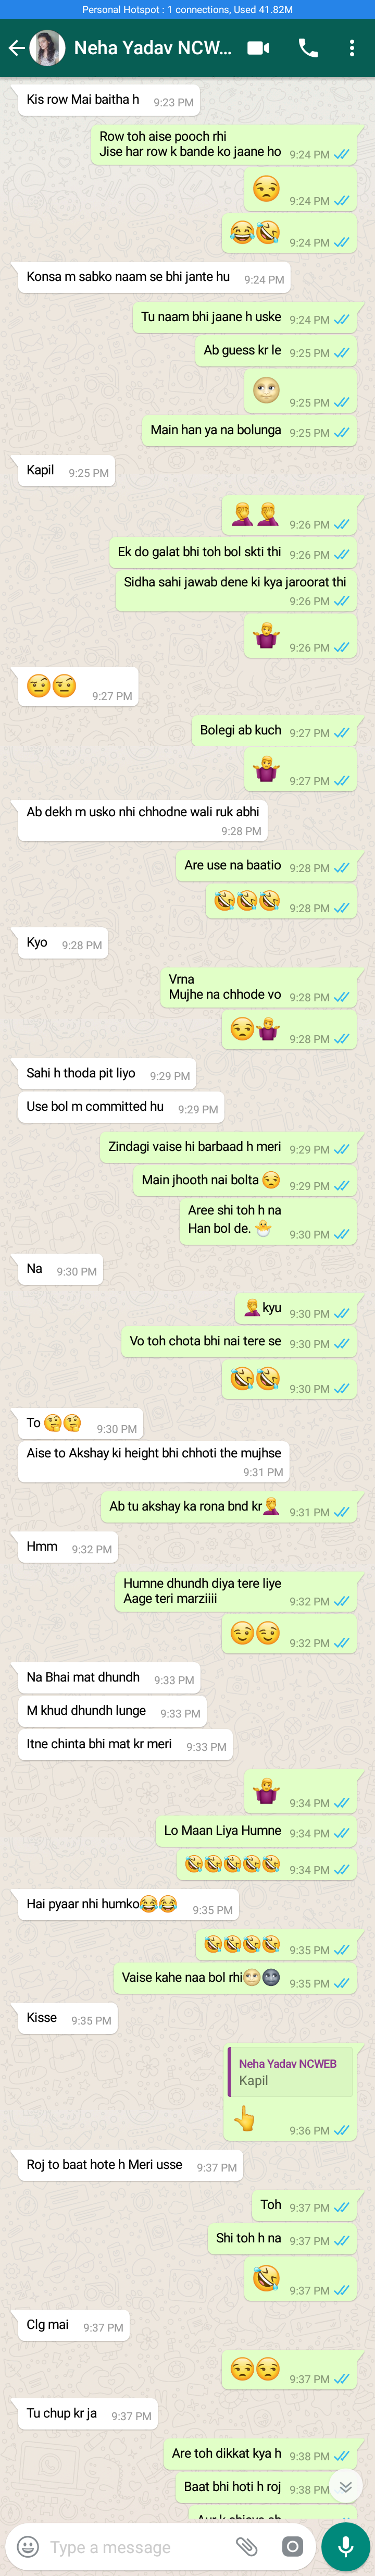 Personal Hotspot : 1 connections, Used 41.82M
Neha Yadav NCW...
Kis row Mai baitha h 9:23 PM
Row toh aise pooch rhi
Jise har row k bande ko jaane ho 9:24 PM
😒 9:24 PM
😂🤣 9:24 PM
Konsa m sabko naam se bhi jante hu 9:24 PM
Tu naam bhi jaane h uske 9:24 PM
Ab guess kr le 9:25 PM
🌝 9:25 PM
Main han ya na bolunga 9:25 PM
Kapil 9:25 PM
🤦🤦 9:26 PM
Ek do galat bhi toh bol skti thi 9:26 PM
Sidha sahi jawab dene ki kya jaroorat thi
9:26 PM
🤷 9:26 PM
🤨🤨 9:27 PM
Bolegi ab kuch 9:27 PM
🤷 9:27 PM
Ab dekh m usko nhi chhodne wali ruk abhi
9:28 PM
Are use na baatio 9:28 PM
🤣🤣🤣 9:28 PM
Kyo 9:28 PM
Vrna
Mujhe na chhode vo 9:28 PM
😒🤷 9:28 PM
Sahi h thoda pit liyo 9:29 PM
Use bol m committed hu 9:29 PM
Zindagi vaise hi barbaad h meri 9:29 PM
Main jhooth nai bolta 😒 9:29 PM
Aree shi toh h na
Han bol de. 🐣 9:30 PM
Na 9:30 PM
🤦kyu 9:30 PM
Vo toh chota bhi nai tere se 9:30 PM
🤣🤣 9:30 PM
To 🤔🤔 9:30 PM
Aise to Akshay ki height bhi chhoti the mujhse
9:31 PM
Ab tu akshay ka rona bnd kr🤦 9:31 PM
Hmm 9:32 PM
Humne dhundh diya tere liye
Aage teri marziiii 9:32 PM
😏😏 9:32 PM
Na Bhai mat dhundh 9:33 PM
M khud dhundh lunge 9:33 PM
Itne chinta bhi mat kr meri 9:33 PM
🤷 9:34 PM
Lo Maan Liya Humne 9:34 PM
🤣🤣🤣🤣🤣 9:34 PM
Hai pyaar nhi humko😂😂 9:35 PM
🤣🤣🤣🤣 9:35 PM
Vaise kahe naa bol rhi🌝🌚 9:35 PM
Kisse 9:35 PM
Neha Yadav NCWEB
Kapil
👆 9:36 PM
Roj to baat hote h Meri usse 9:37 PM
Toh 9:37 PM
Shi toh h na 9:37 PM
🤣 9:37 PM
Clg mai 9:37 PM
😒😒 9:37 PM
Tu chup kr ja 9:37 PM
Are toh dikkat kya h 9:38 PM
Baat bhi hoti h roj 9:38 PM
Type a message